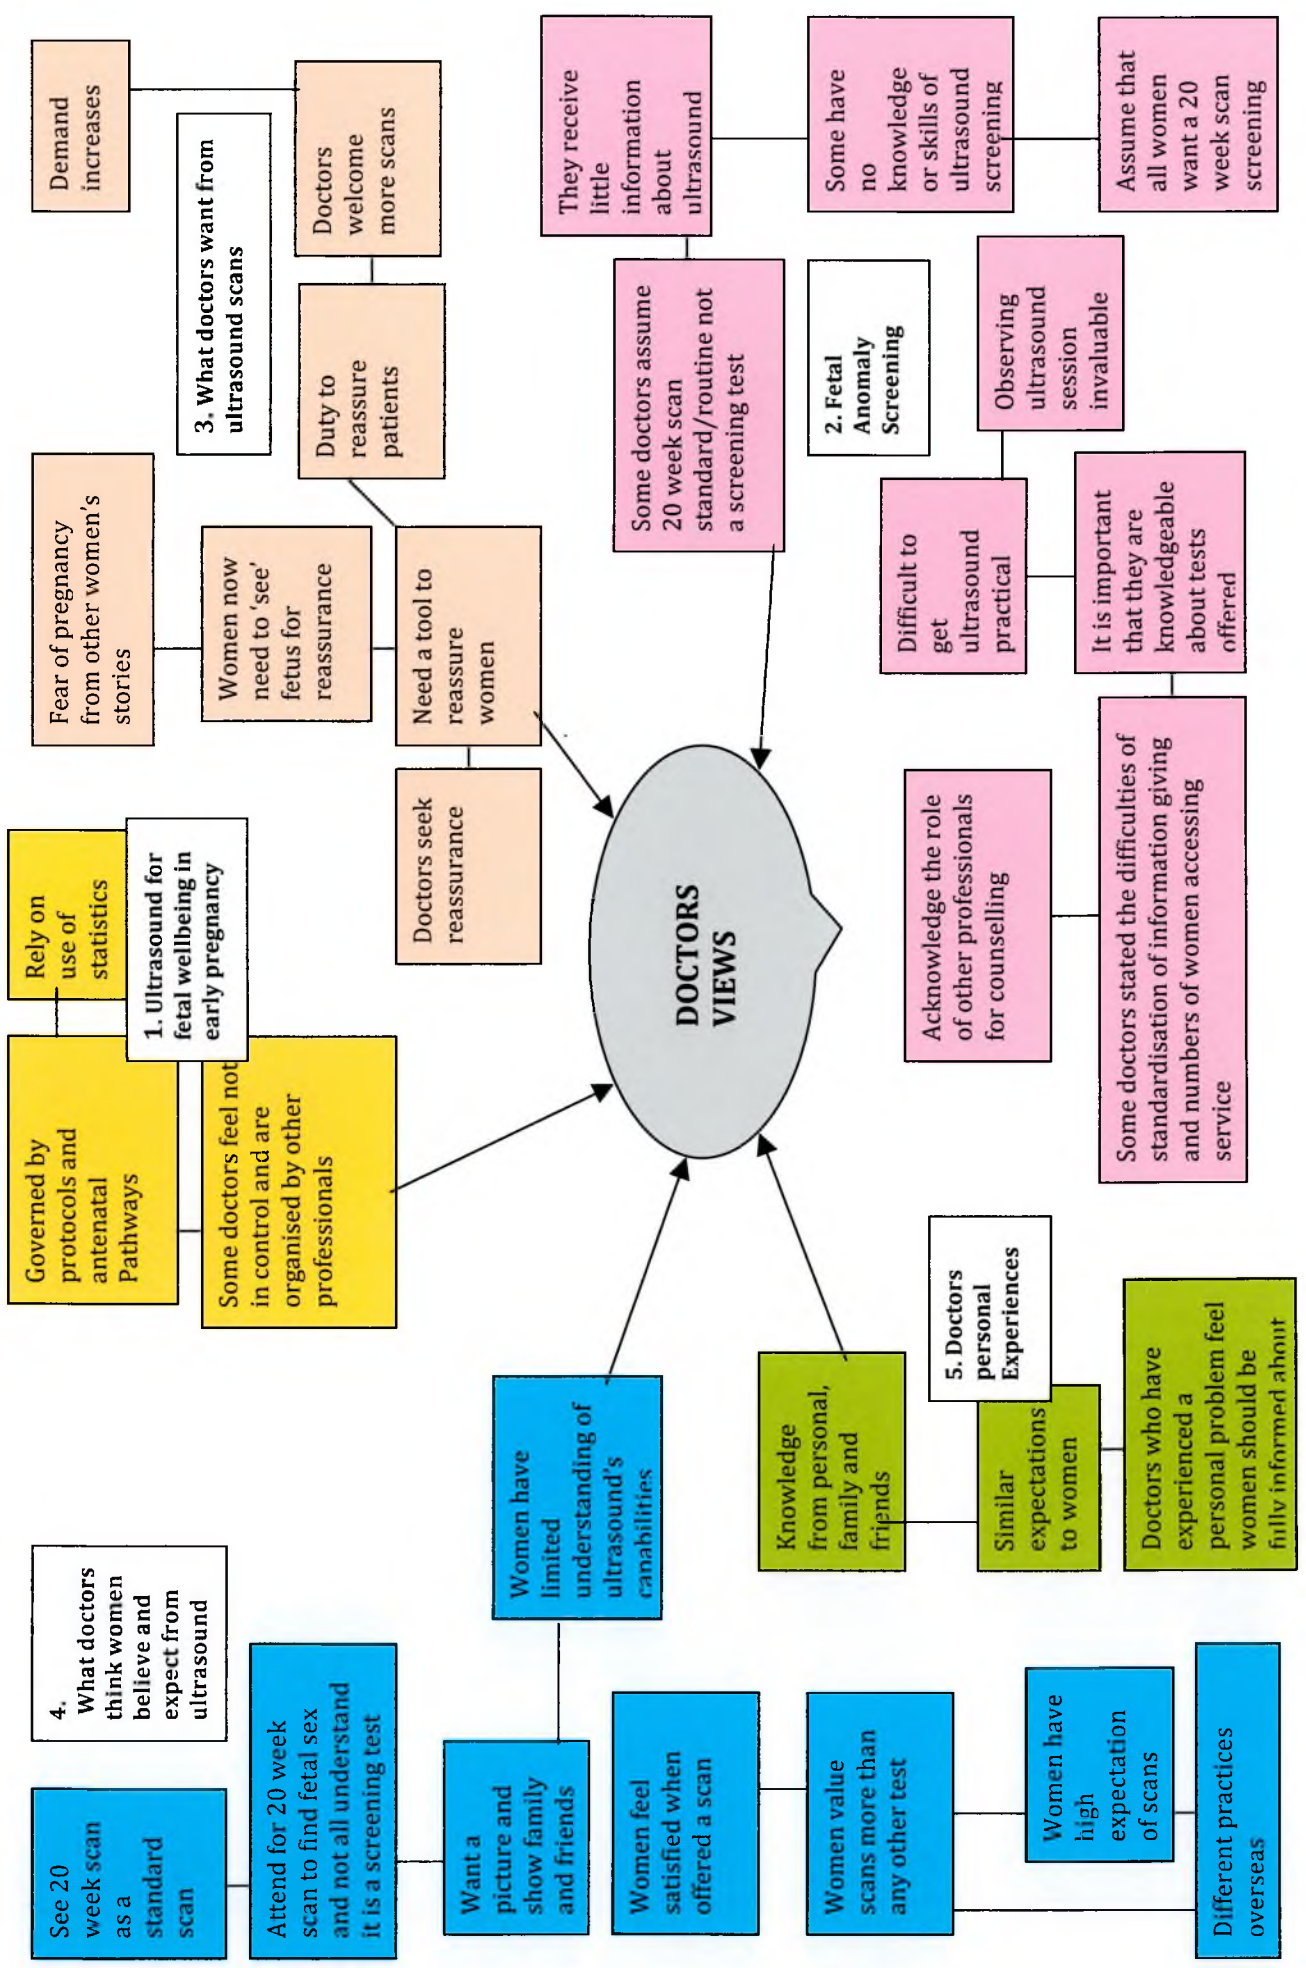 See 20
week scan
as a
standard
scan
4.
What doctors
think women
believe and
expect from
ultrasound
Attend for 20 week
scan to find fetal sex
and not all understand
it is a screening test
Want a
picture and
show family
and friends
Women have
limited
understanding of
ultrasound's
capabilities
Women feel
satisfied when
offered a scan
Women value
scans more than
any other test
Women have
high
expectation
of scans
Different practices
overseas
Governed by
protocols and
antenatal
Pathways
Rely on
use of
statistics
1. Ultrasound for
fetal wellbeing in
early pregnancy
Some doctors feel not
in control and are
organised by other
professionals
Fear of pregnancy
from other women's
stories
Women now
need to 'see'
fetus for
reassurance
Doctors seek
reassurance
Need a tool to
reassure
women
Demand
increases
3. What doctors want from
ultrasound scans
Duty to
reassure
patients
Doctors
welcome
more scans
DOCTORS
VIEWS
Knowledge
from personal,
family and
friends
5. Doctors
personal
Experiences
Similar
expectations
to women
Doctors who have
experienced a
personal problem feel
women should be
fully informed about
Some doctors assume
20 week scan
standard/routine not
a screening test
They receive
little
information
about
ultrasound
2. Fetal
Anomaly
Screening
Some have
no
knowledge
or skills of
ultrasound
screening
Assume that
all women
want a 20
week scan
screening
Difficult to
get
ultrasound
practical
Observing
ultrasound
session
invaluable
Acknowledge the role
of other professionals
for counselling
It is important
that they are
knowledgeable
about tests
offered
Some doctors stated the difficulties of
standardisation of information giving
and numbers of women accessing
service